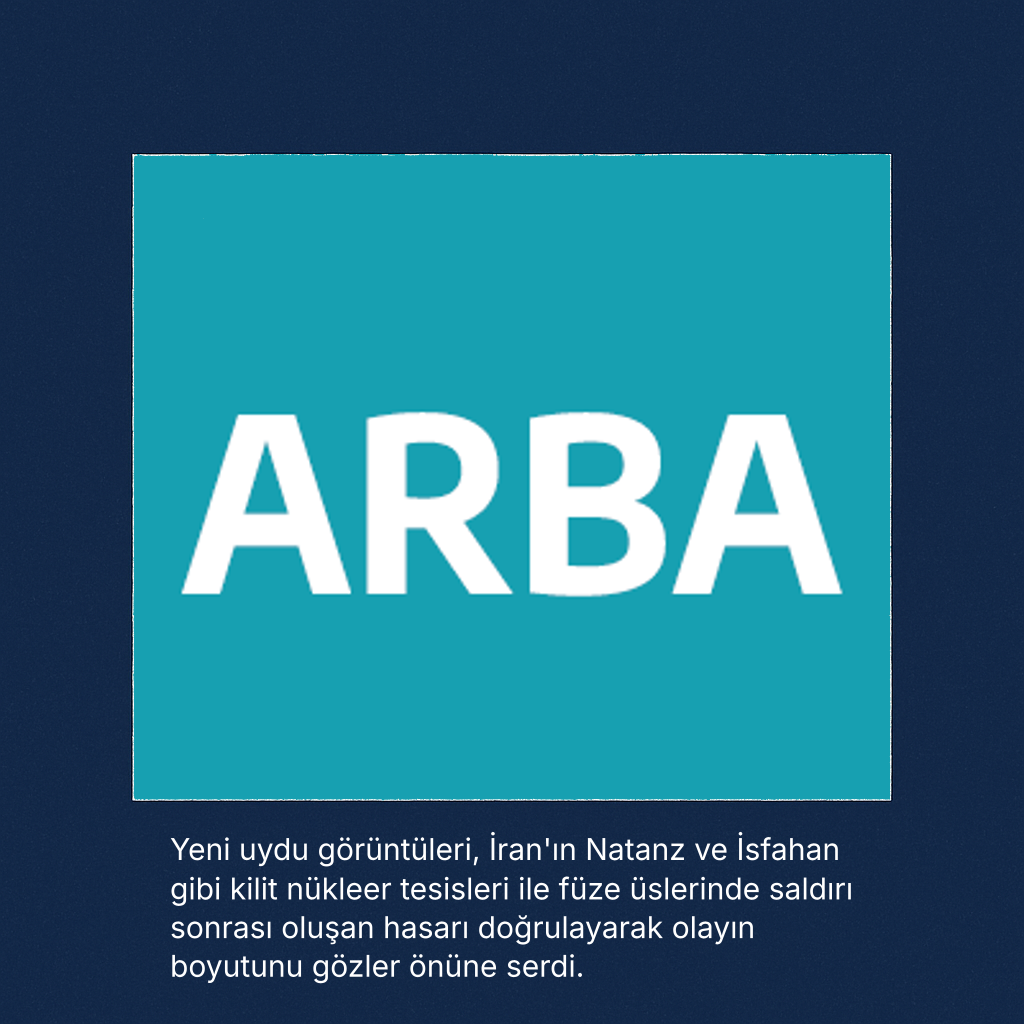 ARBA
Yeni uydu görüntüleri, İran'ın Natanz ve İsfahan
gibi kilit nükleer tesisleri ile füze üslerinde saldırı
sonrası oluşan hasarı doğrulayarak olayın
boyutunu gözler önüne serdi.